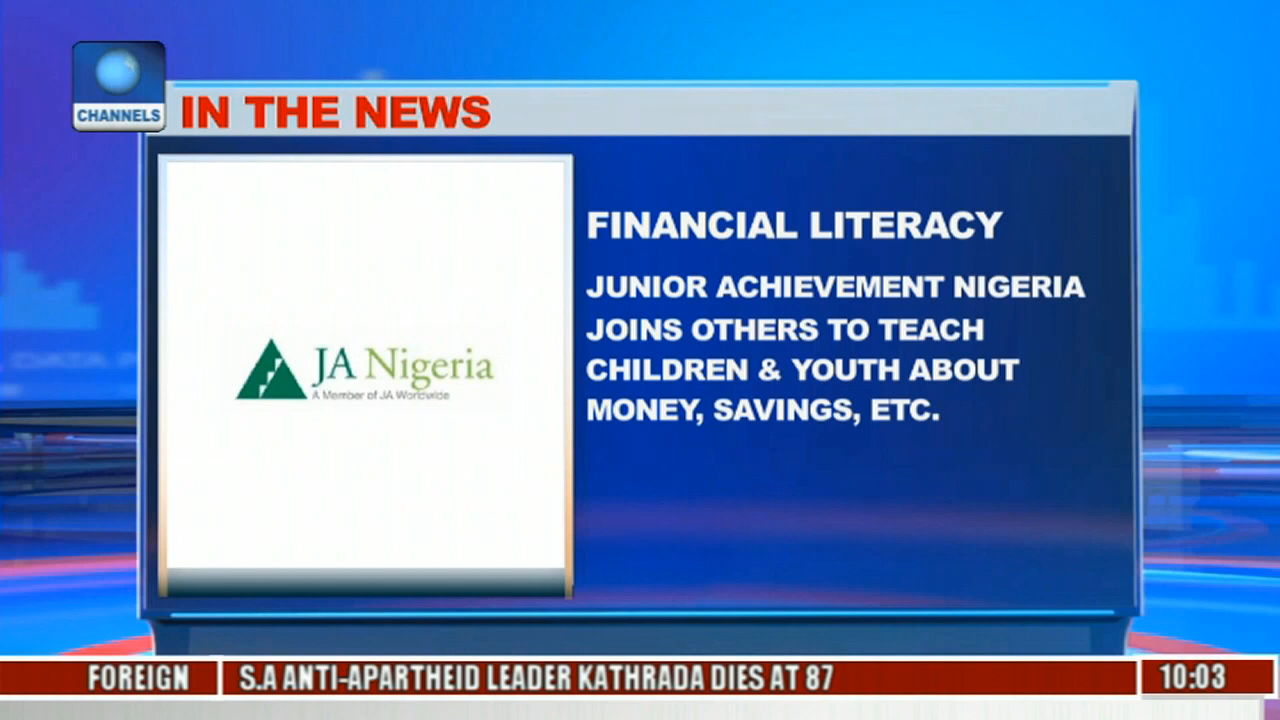 CHANNELS
IN THE NEWS
JA Nigeria
A Member of JA Worldwide
FINANCIAL LITERACY
JUNIOR ACHIEVEMENT NIGERIA
JOINS OTHERS TO TEACH
CHILDREN & YOUTH ABOUT
MONEY, SAVINGS, ETC.
FOREIGN
S.A ANTI-APARTHEID LEADER KATHRADA DIES AT 87
10:03